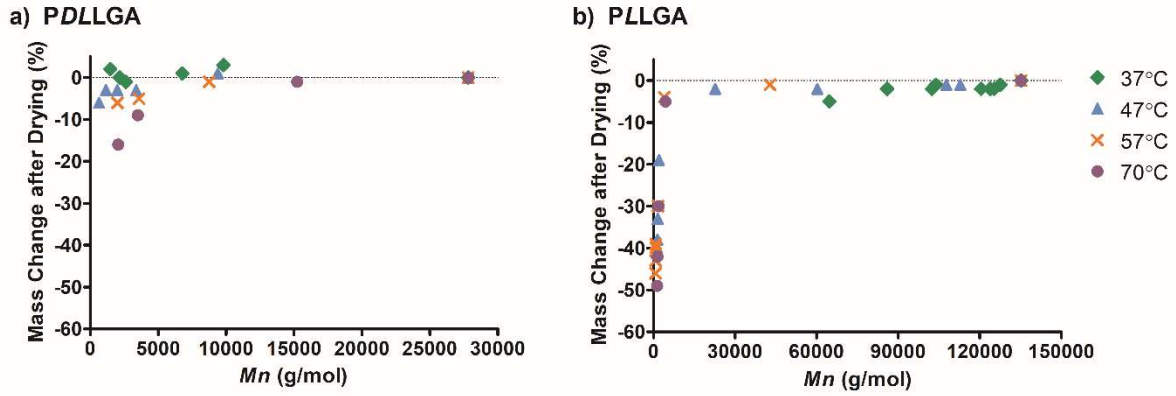 a) PDLLGA
Mass Change after Drying (%)
0
-10
-20
-30
-40
-50
-60
0 5000 10000 15000 20000 25000 30000
Mn (g/mol)
b) PLLGA
Mass Change after Drying (%)
0
-10
-20
-30
-40
-50
-60
0 30000 60000 90000 120000 150000
Mn (g/mol)
37°C
47°C
57°C
70°C